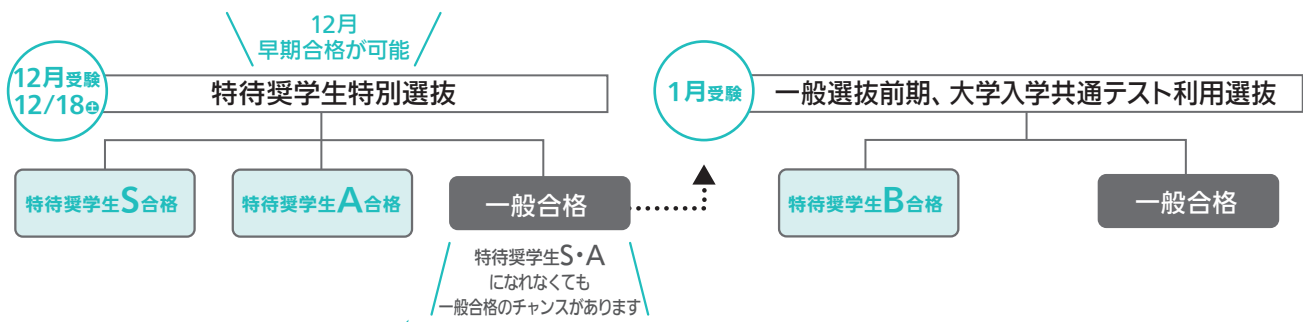 12月
早期合格が可能
12月受験
12/18土
特待奨学生特別選抜
1月受験
一般選抜前期、大学入学共通テスト利用選抜
特待奨学生S合格
特待奨学生A合格
一般合格
特待奨学生B合格
一般合格
特待奨学生S・A
になれなくても
一般合格のチャンスがあります